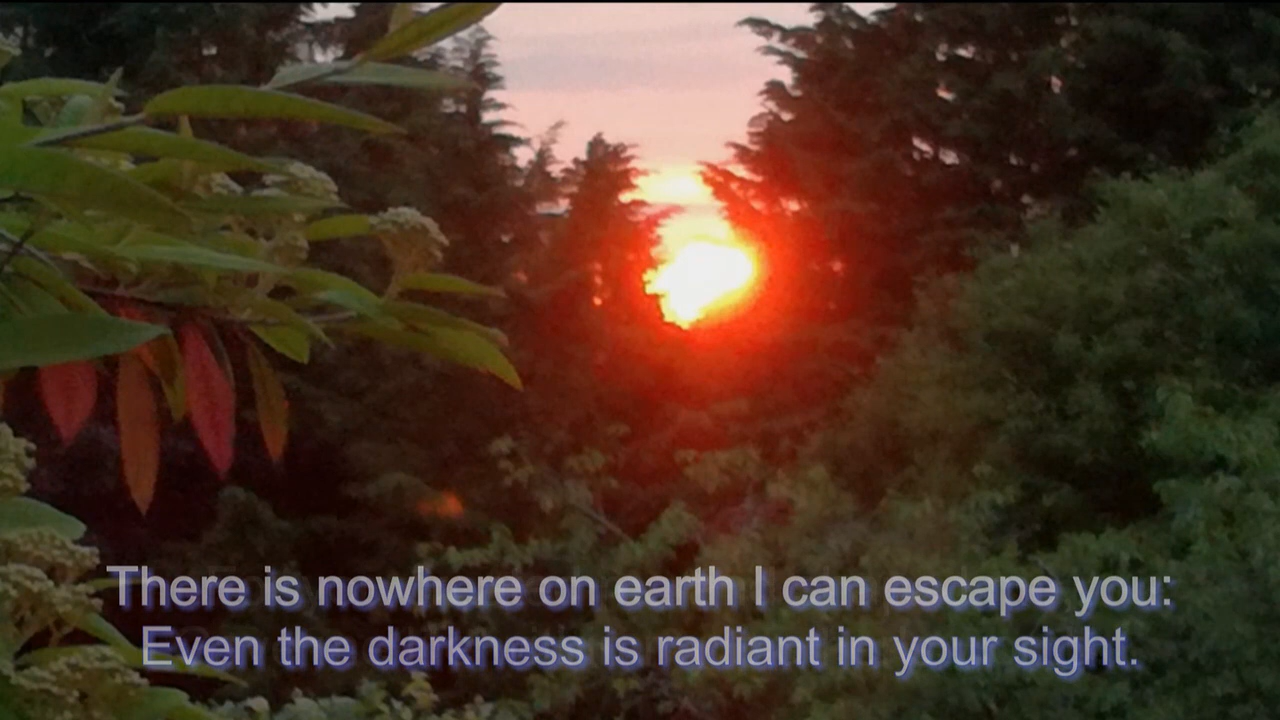 There is nowhere on earth I can escape you:
Even the darkness is radiant in your sight.